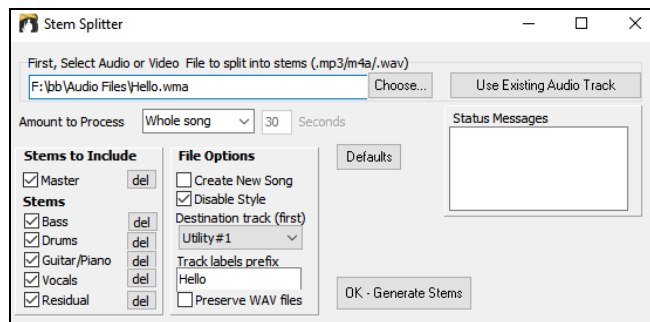 Stem Splitter
First, Select Audio or Video File to split into stems (.mp3/m4a/.wav)
F:\bb\Audio Files\Hello.wma
Choose...
Use Existing Audio Track
Amount to Process
Whole song
30
Seconds
Status Messages
Stems to Include
Master
del
Stems
Bass
del
Drums
del
Guitar/Piano
del
Vocals
del
Residual
del
File Options
Create New Song
Disable Style
Destination track (first)
Utility#1
Track labels prefix
Hello
Preserve WAV files
Defaults
OK - Generate Stems